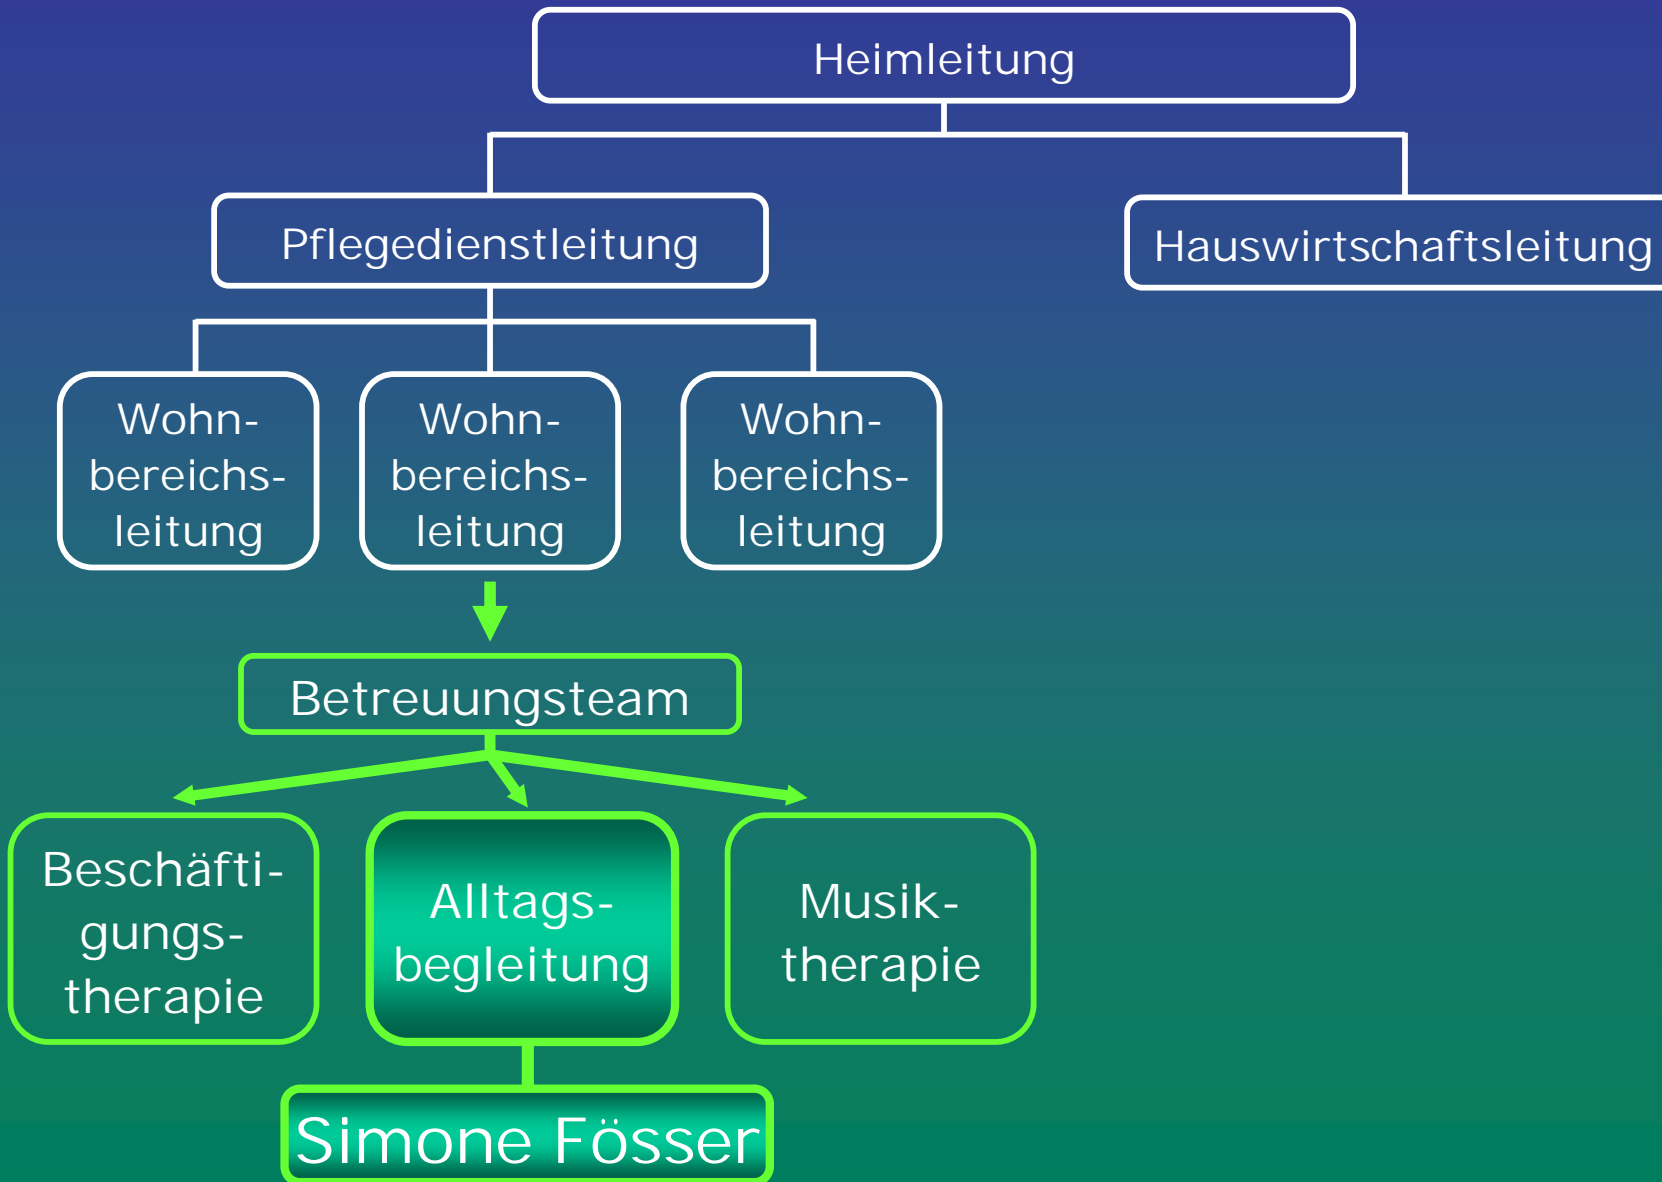 Heimleitung
Pflegedienstleitung
Hauswirtschaftsleitung
Wohn-
bereichs-
leitung
Wohn-
bereichs-
leitung
Wohn-
bereichs-
leitung
Betreuungsteam
Beschäfti-
gungs-
therapie
Alltags-
begleitung
Musik-
therapie
Simone Fösser